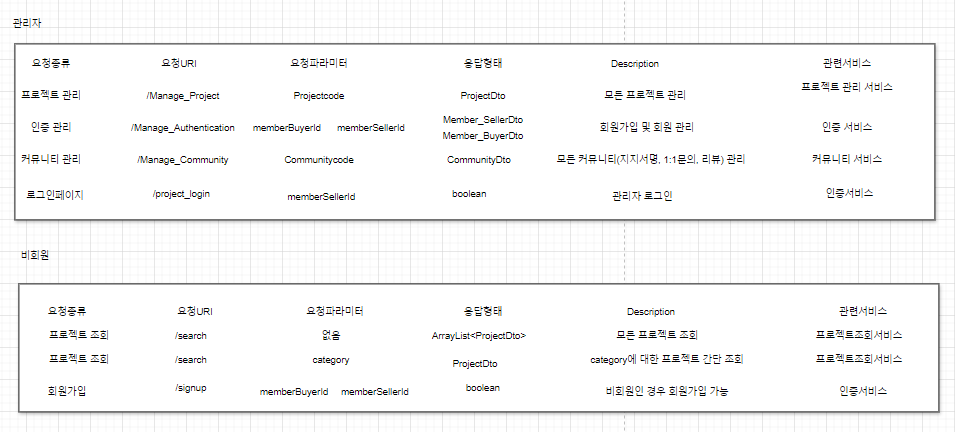 관리자
요청종류 요청URI 요청파라미터 응답형태 Description 관련서비스
프로젝트 관리 /Manage_Project Projectcode ProjectDto 모든 프로젝트 관리 프로젝트 관리 서비스
인증 관리 /Manage_Authentication memberBuyerId memberSellerId Member_SellerDto Member_BuyerDto 회원가입 및 회원 관리 인증 서비스
커뮤니티 관리 /Manage_Community Communitycode CommunityDto 모든 커뮤니티(지지서명, 1:1문의, 리뷰) 관리 커뮤니티 서비스
로그인페이지 /project_login memberSellerId boolean 관리자 로그인 인증서비스
비회원
요청종류 요청URI 요청파라미터 응답형태 Description 관련서비스
프로젝트 조회 /search 없음 ArrayList<ProjectDto> 모든 프로젝트 조회 프로젝트조회서비스
프로젝트 조회 /search category ProjectDto category에 대한 프로젝트 간단 조회 프로젝트조회서비스
회원가입 /signup memberBuyerId memberSellerId boolean 비회원인 경우 회원가입 가능 인증서비스